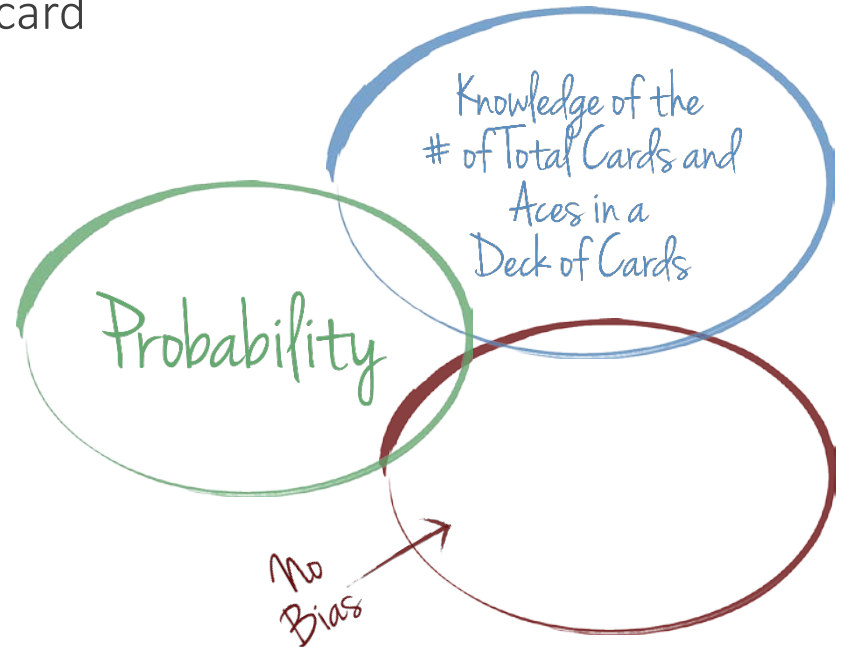 card
Knowledge of the
# of Total Cards and
Aces in a
Deck of Cards
Probability
No
Bias